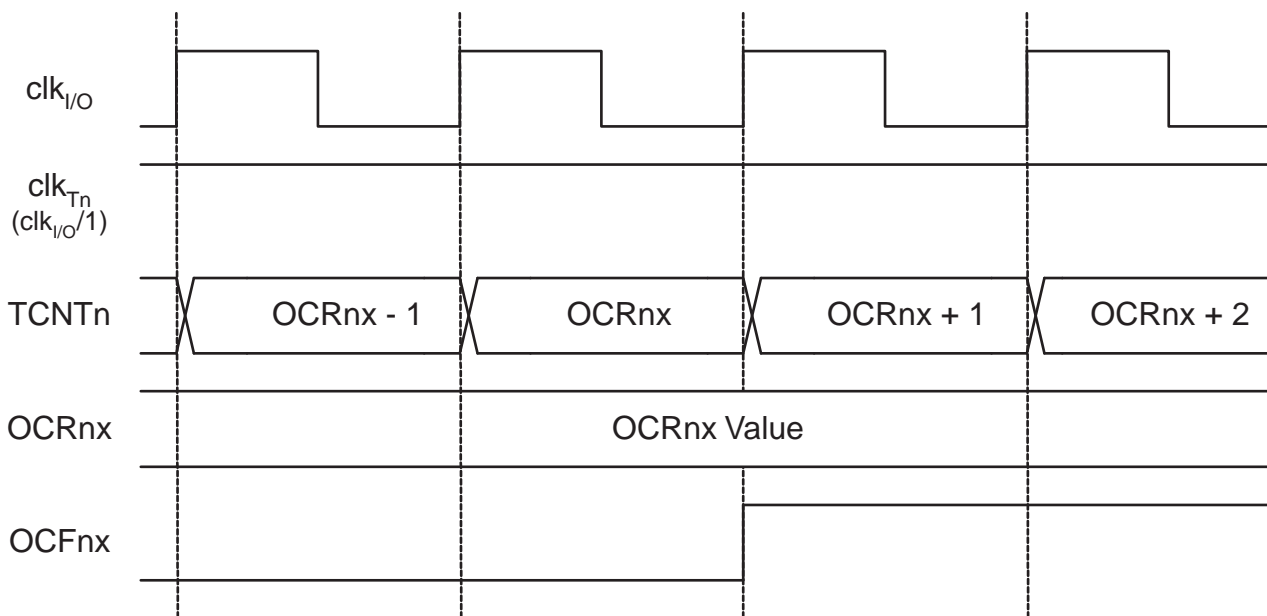 clkI/O
clkTn
(clkI/O/1)
TCNTn
OCRnx - 1
OCRnx
OCRnx + 1
OCRnx + 2
OCRnx
OCRnx Value
OCFnx